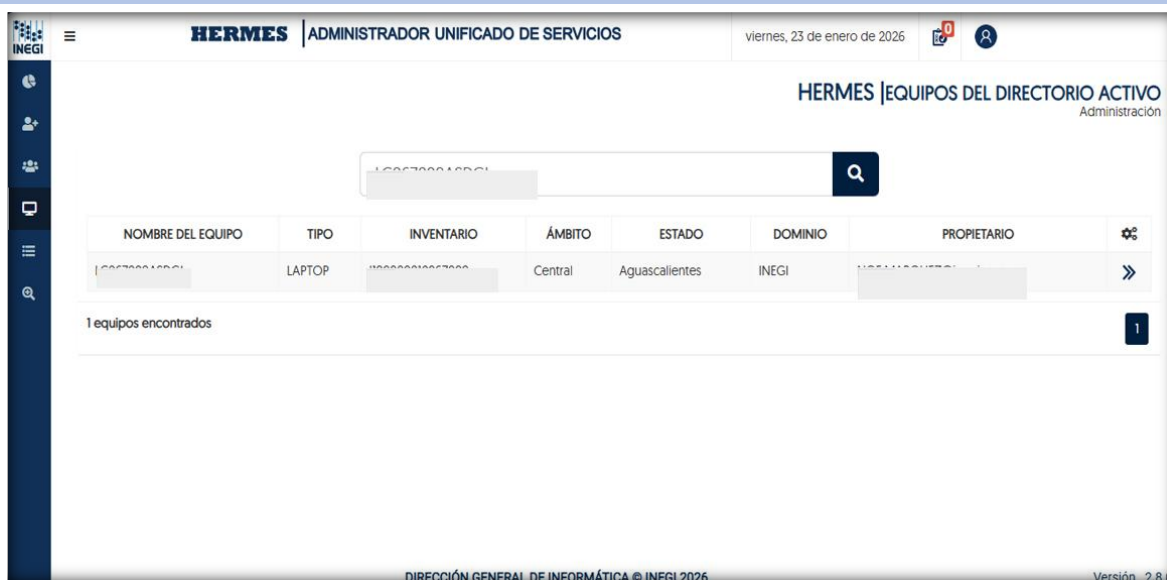 INEGI
HERMES | ADMINISTRADOR UNIFICADO DE SERVICIOS
viernes, 23 de enero de 2026
0
HERMES | EQUIPOS DEL DIRECTORIO ACTIVO
Administración
NOMBRE DEL EQUIPO TIPO INVENTARIO ÁMBITO ESTADO DOMINIO PROPIETARIO
LAPTOP Central Aguascalientes INEGI
1 equipos encontrados
1
DIRECCIÓN GENERAL DE INFORMÁTICA © INEGI 2026
Versión 2.8